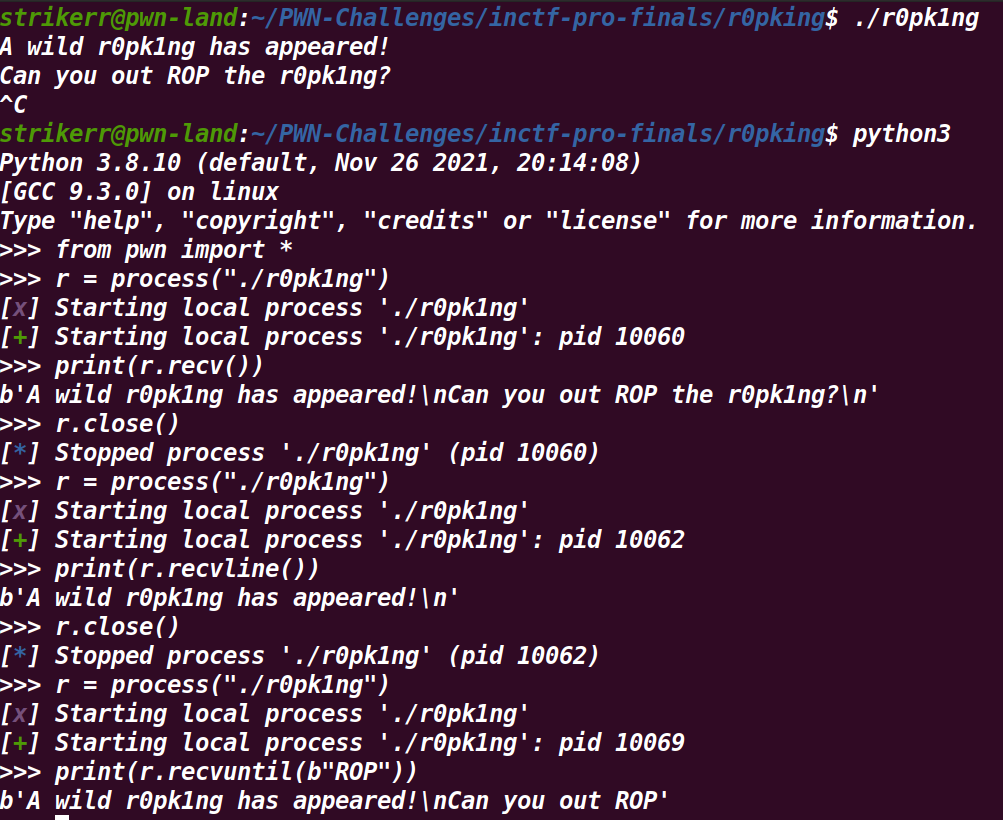 strikerr@pwn-land:~/PWN-Challenges/inctf-pro-finals/r0pking$ ./r0pk1ng
A wild r0pk1ng has appeared!
Can you out ROP the r0pk1ng?
^C
strikerr@pwn-land:~/PWN-Challenges/inctf-pro-finals/r0pking$ python3
Python 3.8.10 (default, Nov 26 2021, 20:14:08)
[GCC 9.3.0] on linux
Type "help", "copyright", "credits" or "license" for more information.
>>> from pwn import *
>>> r = process("./r0pk1ng")
[x] Starting local process './r0pk1ng'
[+] Starting local process './r0pk1ng': pid 10060
>>> print(r.recv())
b'A wild r0pk1ng has appeared!\nCan you out ROP the r0pk1ng?\n'
>>> r.close()
[*] Stopped process './r0pk1ng' (pid 10060)
>>> r = process("./r0pk1ng")
[x] Starting local process './r0pk1ng'
[+] Starting local process './r0pk1ng': pid 10062
>>> print(r.recvline())
b'A wild r0pk1ng has appeared!\n'
>>> r.close()
[*] Stopped process './r0pk1ng' (pid 10062)
>>> r = process("./r0pk1ng")
[x] Starting local process './r0pk1ng'
[+] Starting local process './r0pk1ng': pid 10069
>>> print(r.recvuntil(b"ROP"))
b'A wild r0pk1ng has appeared!\nCan you out ROP'